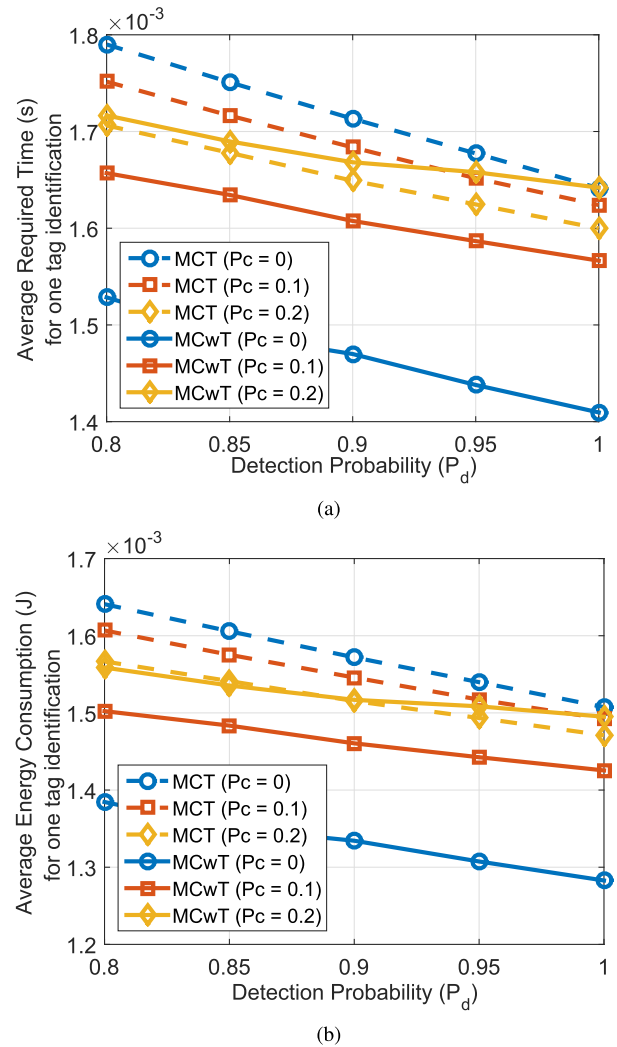 ×10⁻³
1.8
1.7
1.6
1.5
1.4
Average Required Time (s)
for one tag identification
MCT (Pc = 0)
MCT (Pc = 0.1)
MCT (Pc = 0.2)
MCwT (Pc = 0)
MCwT (Pc = 0.1)
MCwT (Pc = 0.2)
0.8 0.85 0.9 0.95 1
Detection Probability (P_d)
(a)
×10⁻³
1.7
1.6
1.5
1.4
1.3
1.2
Average Energy Consumption (J)
for one tag identification
MCT (Pc = 0)
MCT (Pc = 0.1)
MCT (Pc = 0.2)
MCwT (Pc = 0)
MCwT (Pc = 0.1)
MCwT (Pc = 0.2)
0.8 0.85 0.9 0.95 1
Detection Probability (P_d)
(b)